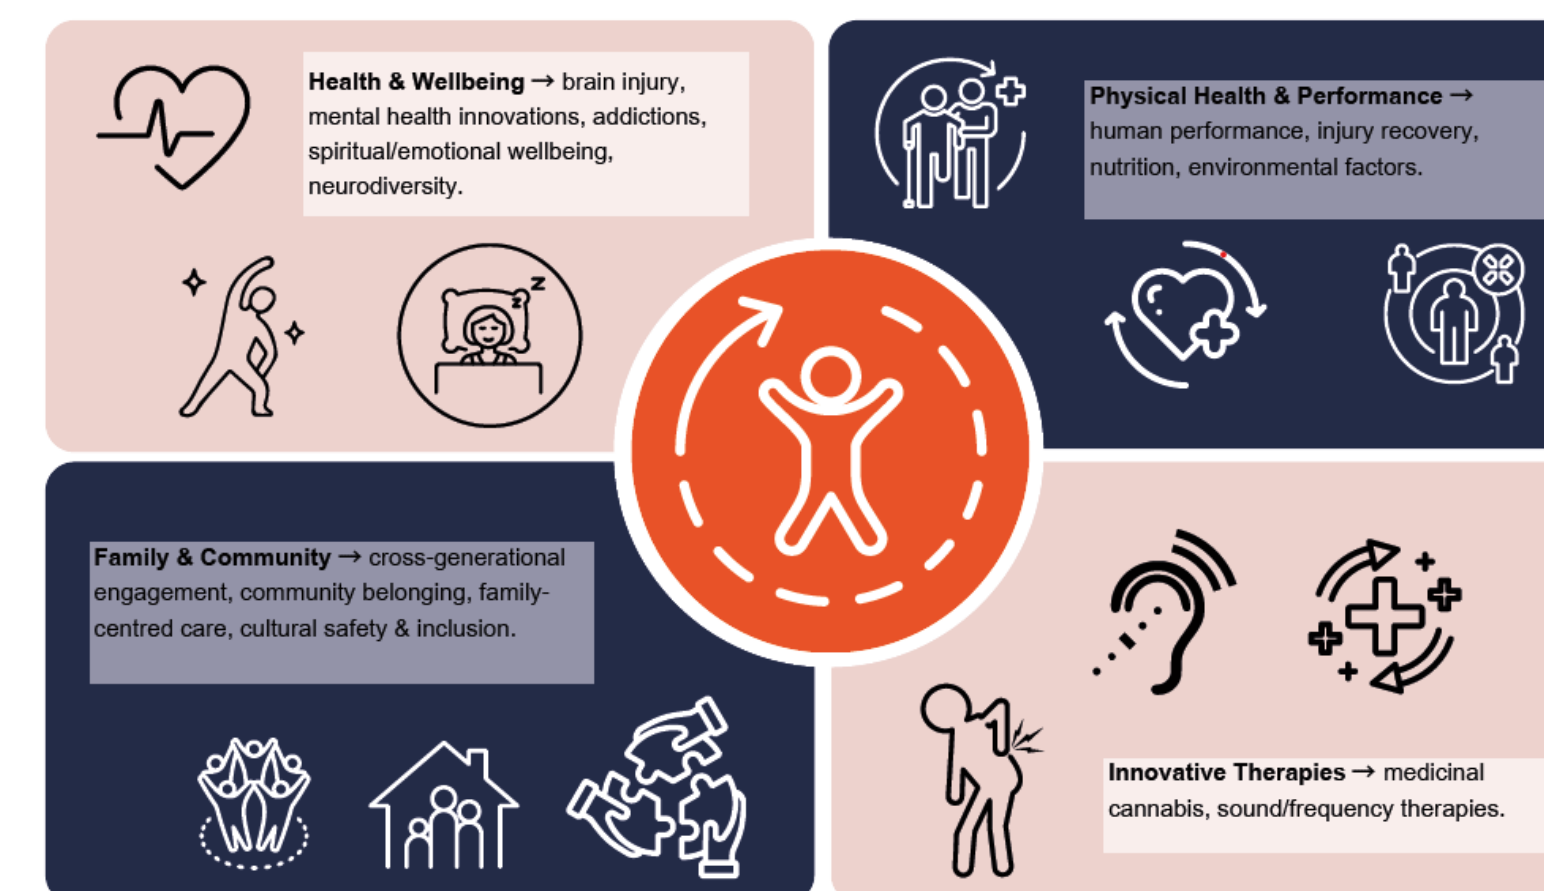 Health & Wellbeing → brain injury,
mental health innovations, addictions,
spiritual/emotional wellbeing,
neurodiversity.
Physical Health & Performance →
human performance, injury recovery,
nutrition, environmental factors.
z
z
Family & Community → cross-generational
engagement, community belonging, family-
centred care, cultural safety & inclusion.
Innovative Therapies → medicinal
cannabis, sound/frequency therapies.